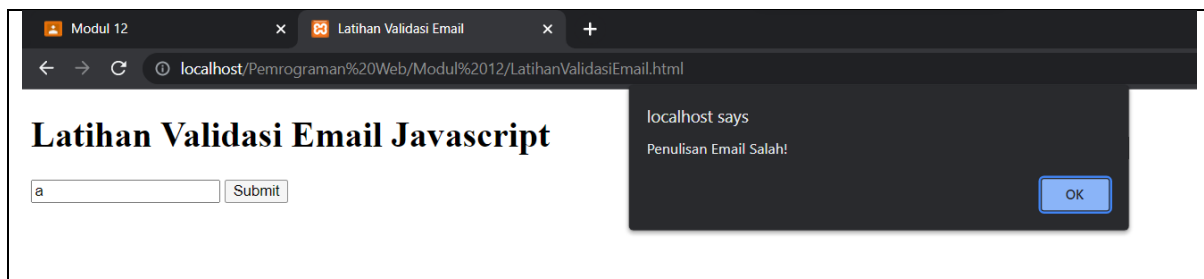 Modul 12
Latihan Validasi Email
localhost/Pemrograman%20Web/Modul%2012/LatihanValidasiEmail.html
localhost says
Penulisan Email Salah!
OK
Latihan Validasi Email Javascript
a
Submit